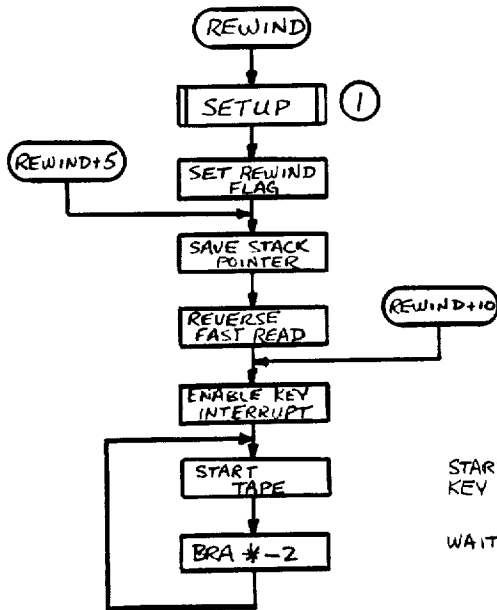 REWIND
SETUP
1
REWIND+5
SET REWIND
FLAG
SAVE STACK
POINTER
REWIND+10
REVERSE
FAST READ
ENABLE KEY
INTERRUPT
START
TAPE
STAR
KEY
BRA *-2
WAIT